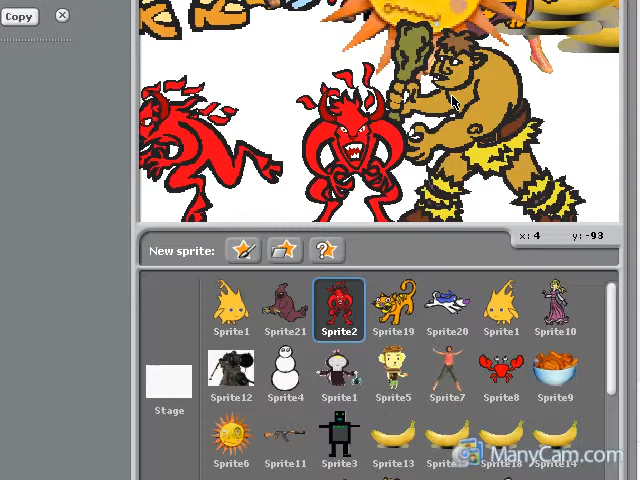 Copy
x: 4 y: -93
New sprite:
Sprite1 Sprite21 Sprite2 Sprite19 Sprite20 Sprite1 Sprite10
Sprite12 Sprite4 Sprite1 Sprite5 Sprite7 Sprite8 Sprite9
Stage
Sprite6 Sprite11 Sprite3 Sprite13 Sprite14
ManyCam.com